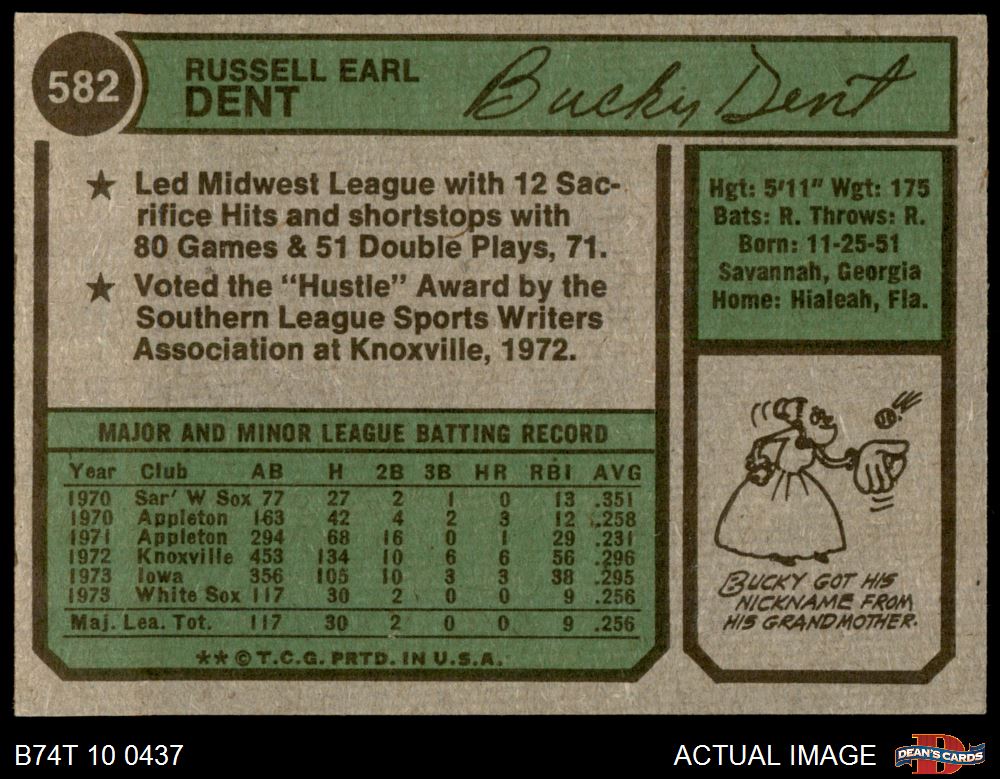 582
RUSSELL EARL
DENT
Bucky Dent
★ Led Midwest League with 12 Sac-
rifice Hits and shortstops with
80 Games & 51 Double Plays, 71.
★ Voted the "Hustle" Award by the
Southern League Sports Writers
Association at Knoxville, 1972.
Hgt: 5'11" Wgt: 175
Bats: R. Throws: R.
Born: 11-25-51
Savannah, Georgia
Home: Hialeah, Fla.
MAJOR AND MINOR LEAGUE BATTING RECORD
Year Club AB H 2B 3B HR RBI AVG
1970 Sar' W Sox 77 27 2 1 0 13 .351
1970 Appleton 163 42 4 2 3 12 .258
1971 Appleton 294 68 16 0 1 29 .231
1972 Knoxville 453 134 10 6 6 56 .296
1973 Iowa 356 105 10 3 3 38 .295
1973 White Sox 117 30 2 0 0 9 .256
Maj. Lea. Tot. 117 30 2 0 0 9 .256
**©T.C.G. PRTD. IN U.S.A.
BUCKY GOT HIS
NICKNAME FROM
HIS GRANDMOTHER.
B74T 10 0437
ACTUAL IMAGE
DEAN'S CARDS